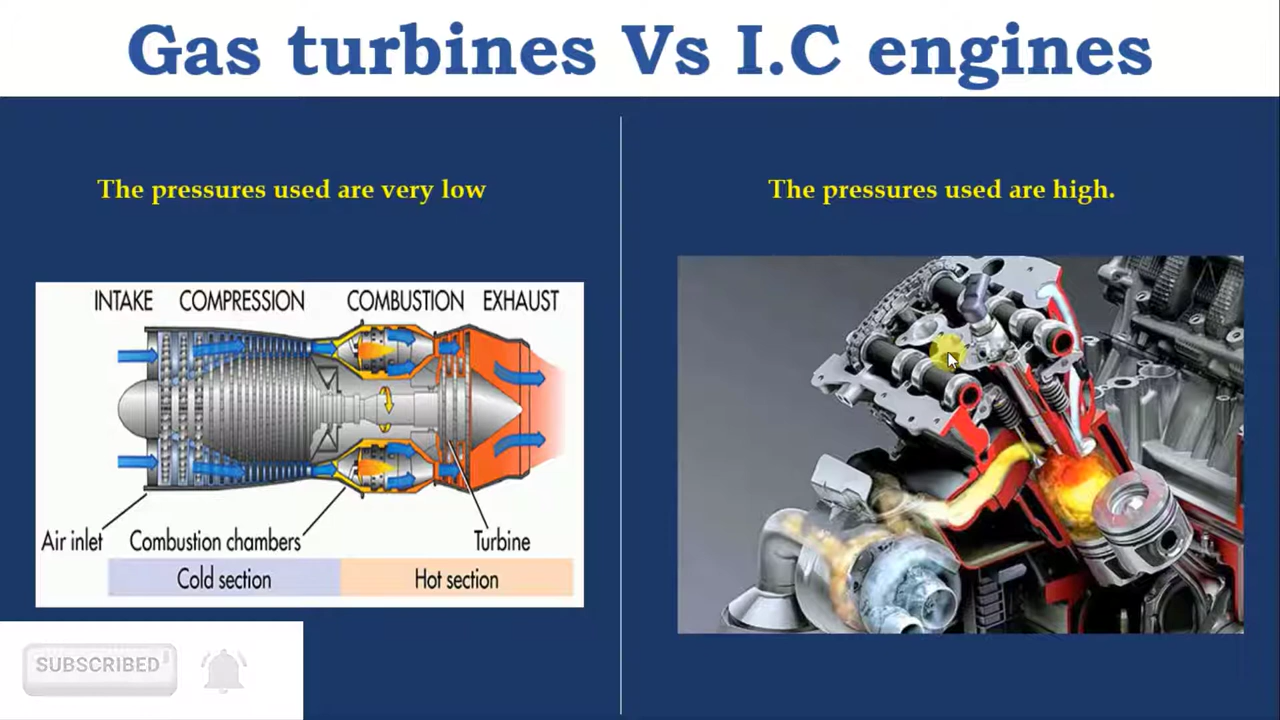 Gas turbines Vs I.C engines
The pressures used are very low
The pressures used are high.
INTAKE COMPRESSION COMBUSTION EXHAUST
Air inlet Combustion chambers Turbine
Cold section Hot section
SUBSCRIBED